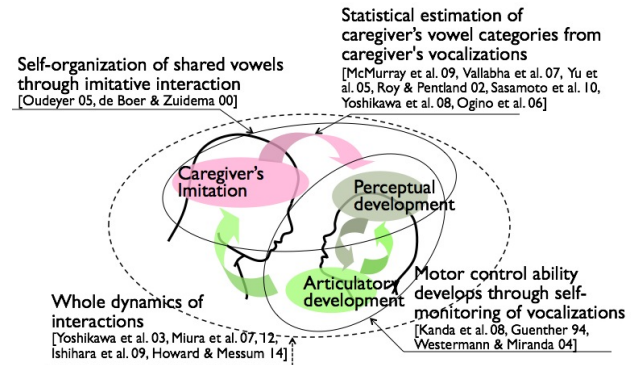 Statistical estimation of
caregiver's vowel categories from
caregiver's vocalizations
[McMurray et al. 09, Vallabha et al. 07, Yu et
al. 05, Roy & Pentland 02, Sasamoto et al. 10,
Yoshikawa et al. 08, Ogino et al. 06]
Self-organization of shared vowels
through imitative interaction
[Oudeyer 05, de Boer & Zuidema 00]
Caregiver's
Imitation
Perceptual
development
Articulatory
development
Motor control ability
develops through self-
monitoring of vocalizations
[Kanda et al. 08, Guenther 94,
Westermann & Miranda 04]
Whole dynamics of
interactions
[Yoshikawa et al. 03, Miura et al. 07, 12,
Ishihara et al. 09, Howard & Messum 14]